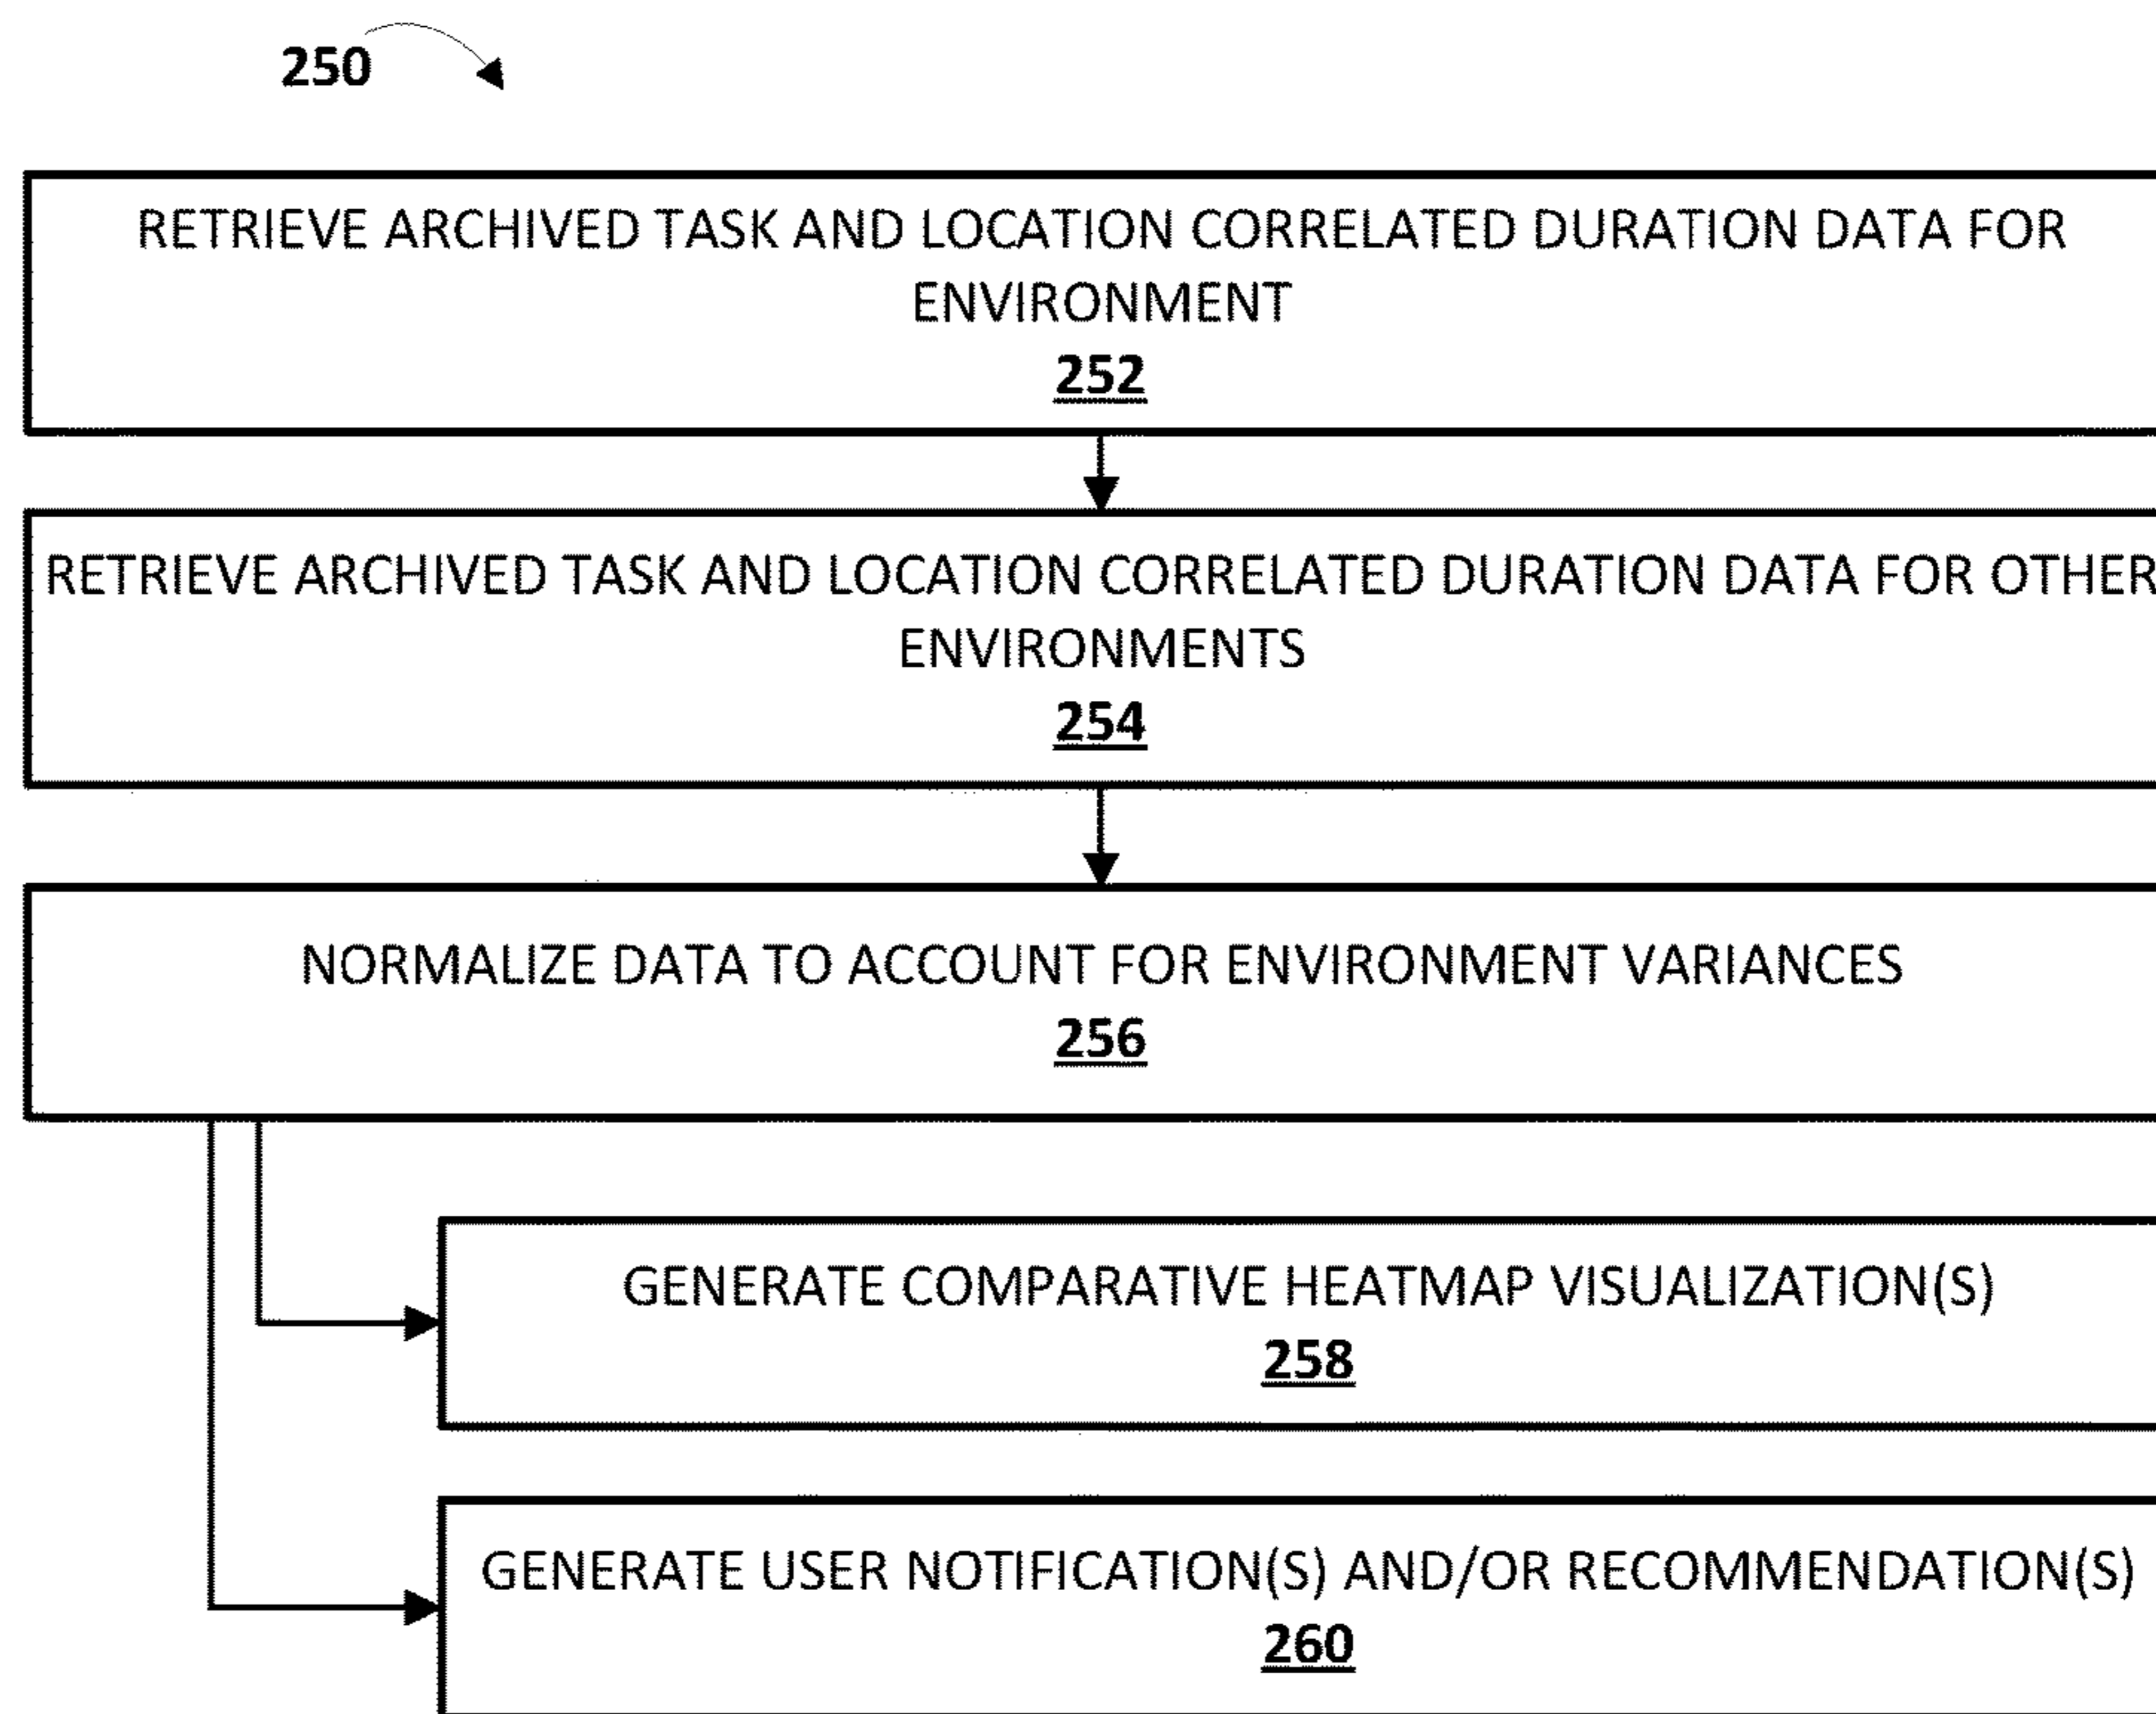 250
RETRIEVE ARCHIVED TASK AND LOCATION CORRELATED DURATION DATA FOR
ENVIRONMENT
252
RETRIEVE ARCHIVED TASK AND LOCATION CORRELATED DURATION DATA FOR OTHER
ENVIRONMENTS
254
NORMALIZE DATA TO ACCOUNT FOR ENVIRONMENT VARIANCES
256
GENERATE COMPARATIVE HEATMAP VISUALIZATION(S)
258
GENERATE USER NOTIFICATION(S) AND/OR RECOMMENDATION(S)
260